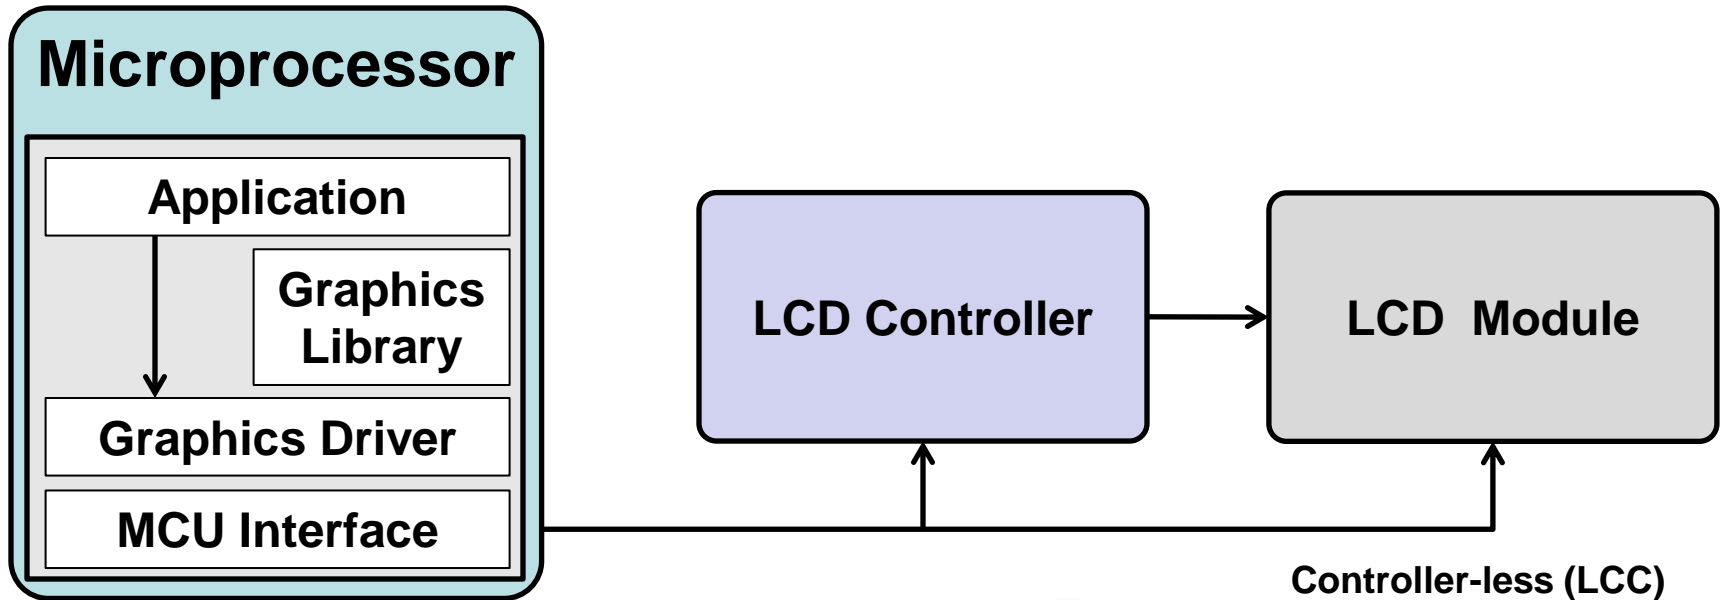 Microprocessor
Application
Graphics
Library
Graphics Driver
MCU Interface
LCD Controller
LCD  Module
Controller-less (LCC)